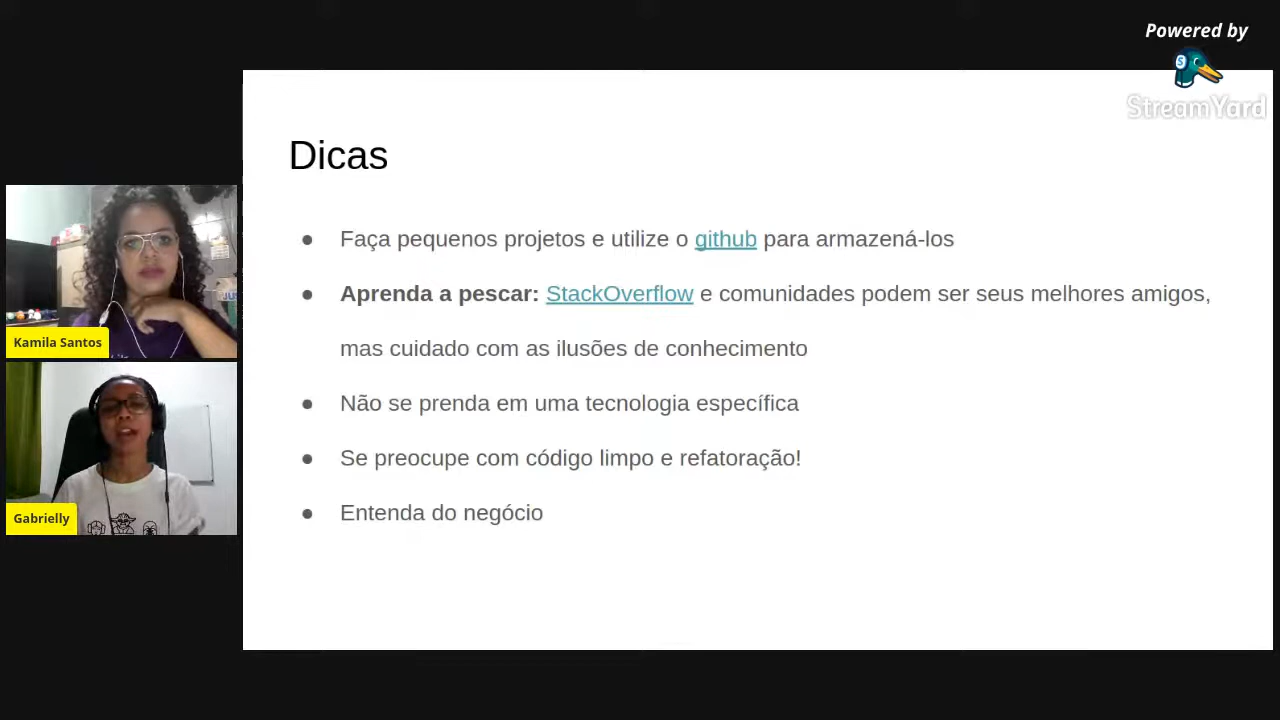 Powered by
StreamYard
Dicas
● Faça pequenos projetos e utilize o github para armazená-los
● Aprenda a pescar: StackOverflow e comunidades podem ser seus melhores amigos,
mas cuidado com as ilusões de conhecimento
● Não se prenda em uma tecnologia específica
● Se preocupe com código limpo e refatoração!
● Entenda do negócio
Kamila Santos
Gabrielly